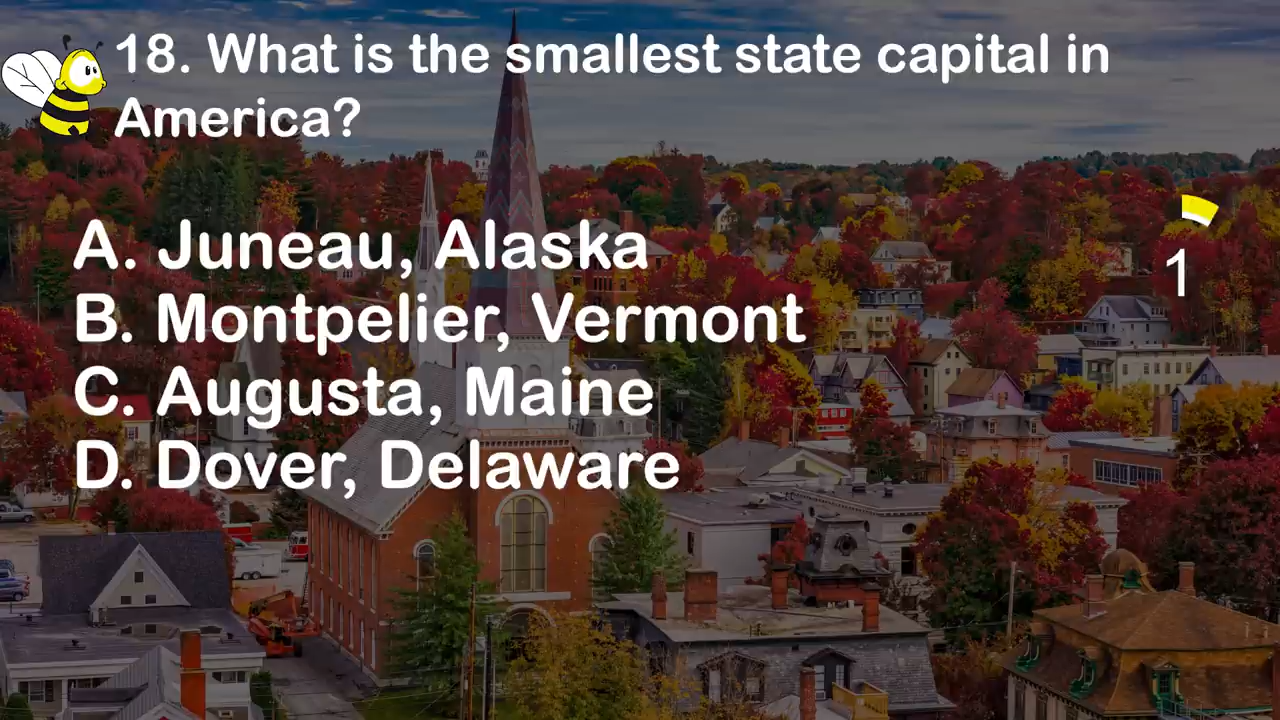 18. What is the smallest state capital in
America?
A. Juneau, Alaska
B. Montpelier, Vermont
C. Augusta, Maine
D. Dover, Delaware
1